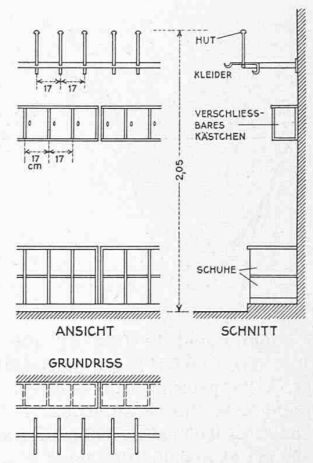 HUT
KLEIDER
17
17
VERSCHLIESS-
BARES
KÄSTCHEN
17
17
cm
2,05
SCHUHE
ANSICHT
SCHNITT
GRUNDRISS